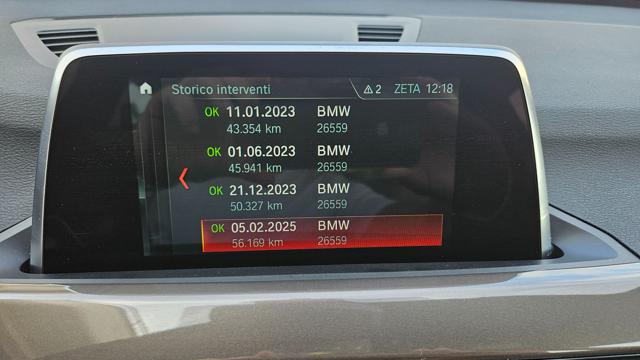 Storico interventi ⚠2 ZETA 12:18
OK 11.01.2023 BMW
43.354 km 26559
OK 01.06.2023 BMW
45.941 km 26559
OK 21.12.2023 BMW
50.327 km 26559
OK 05.02.2025 BMW
56.169 km 26559